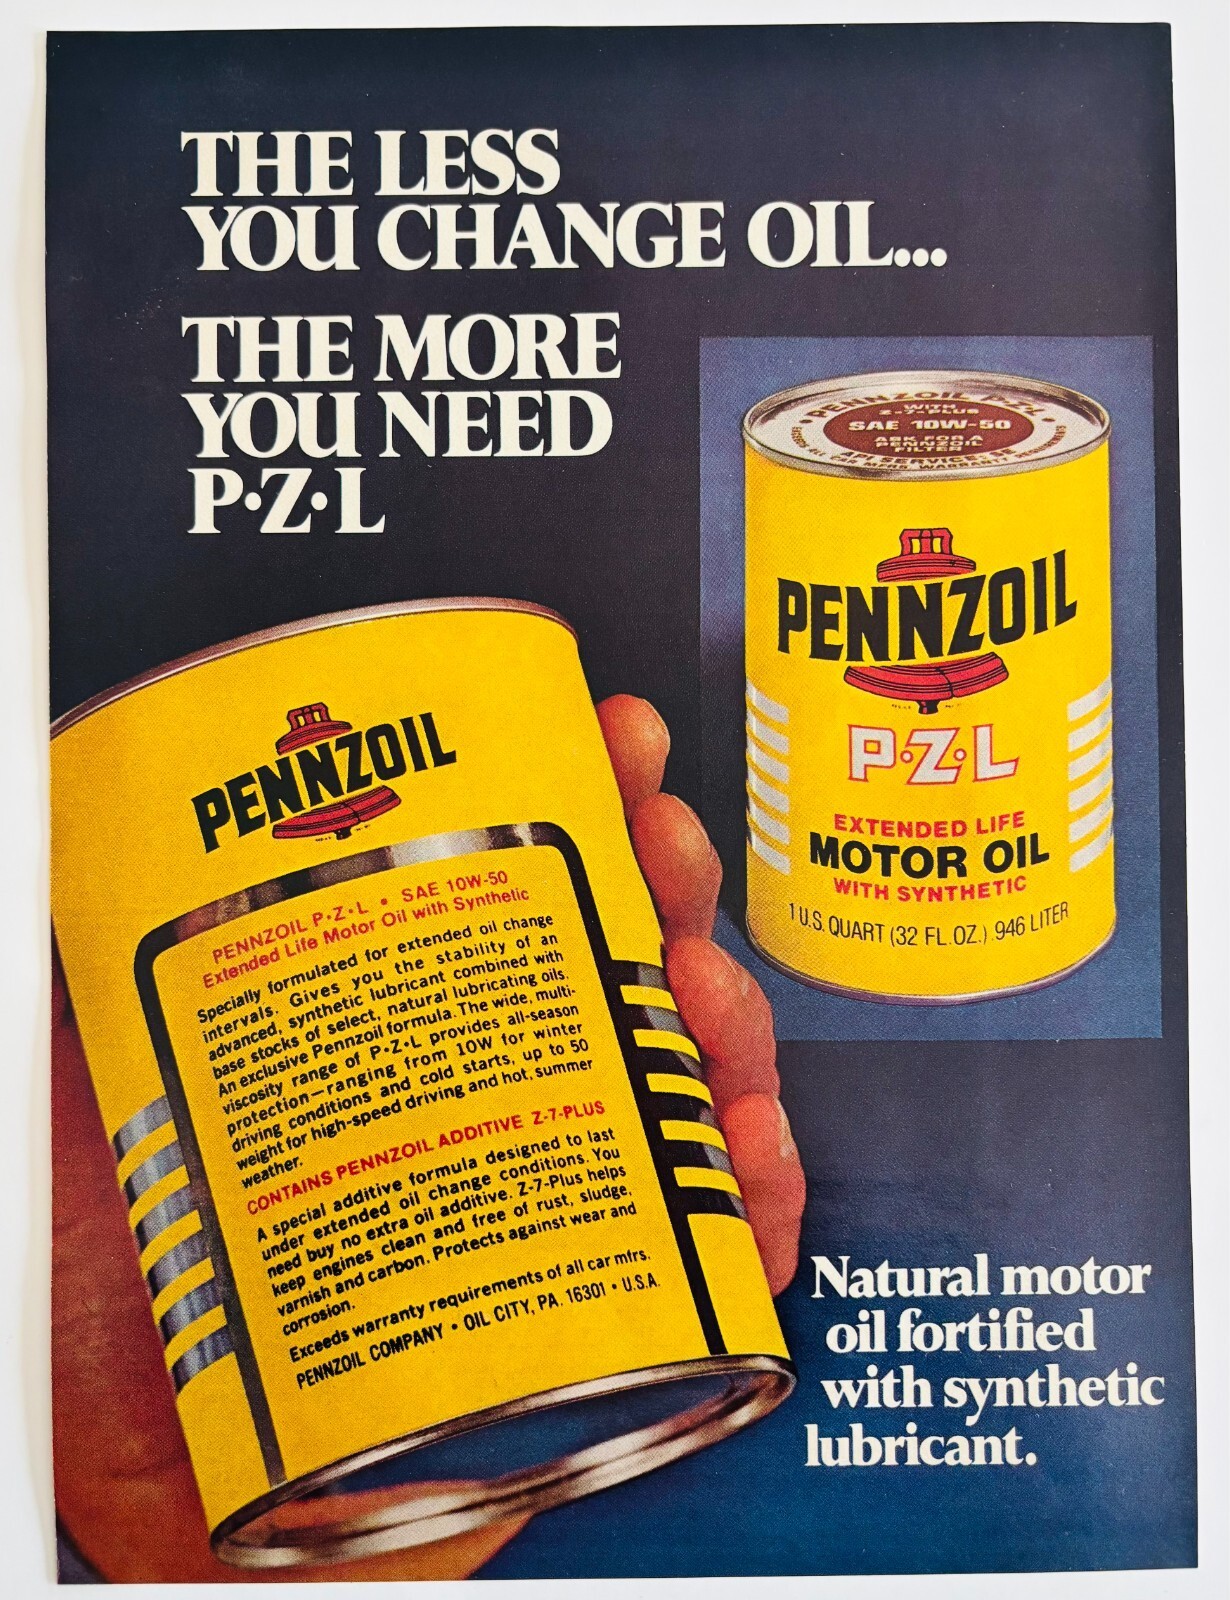 THE LESS
YOU CHANGE OIL...
THE MORE
YOU NEED
P·Z·L
PENNZOIL P·Z·L
WITH
Z-7-PLUS
SAE 10W-50
ASK FOR A
PENNZOIL
FILTER
PENNZOIL
P·Z·L
EXTENDED LIFE
MOTOR OIL
WITH SYNTHETIC
1 U.S. QUART (32 FL. OZ.) .946 LITER
PENNZOIL
PENNZOIL P·Z·L • SAE 10W-50
Extended Life Motor Oil with Synthetic
Specially formulated for extended oil change
intervals. Gives you the stability of an
advanced, synthetic lubricant combined with
base stocks of select, natural lubricating oils.
An exclusive Pennzoil formula. The wide, multi-
viscosity range of P·Z·L provides all-season
protection—ranging from 10W for winter
driving conditions and cold starts, up to 50
weight for high-speed driving and hot, summer
weather.
CONTAINS PENNZOIL ADDITIVE Z-7-PLUS
A special additive formula designed to last
under extended oil change conditions. You
need buy no extra oil additive. Z-7-Plus helps
keep engines clean and free of rust, sludge,
varnish and carbon. Protects against wear and
corrosion.
Exceeds warranty requirements of all car mfrs.
PENNZOIL COMPANY • OIL CITY, PA. 16301 • U.S.A.
Natural motor
oil fortified
with synthetic
lubricant.